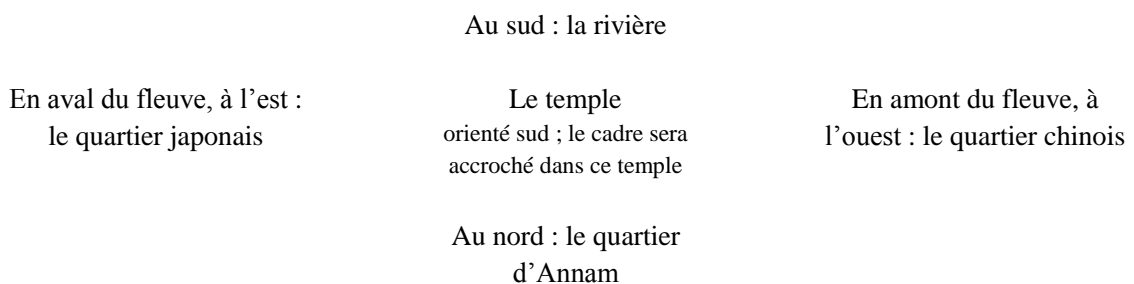 Au sud : la rivière
En aval du fleuve, à l’est :
le quartier japonais
Le temple
orienté sud ; le cadre sera
accroché dans ce temple
En amont du fleuve, à
l’ouest : le quartier chinois
Au nord : le quartier
d’Annam